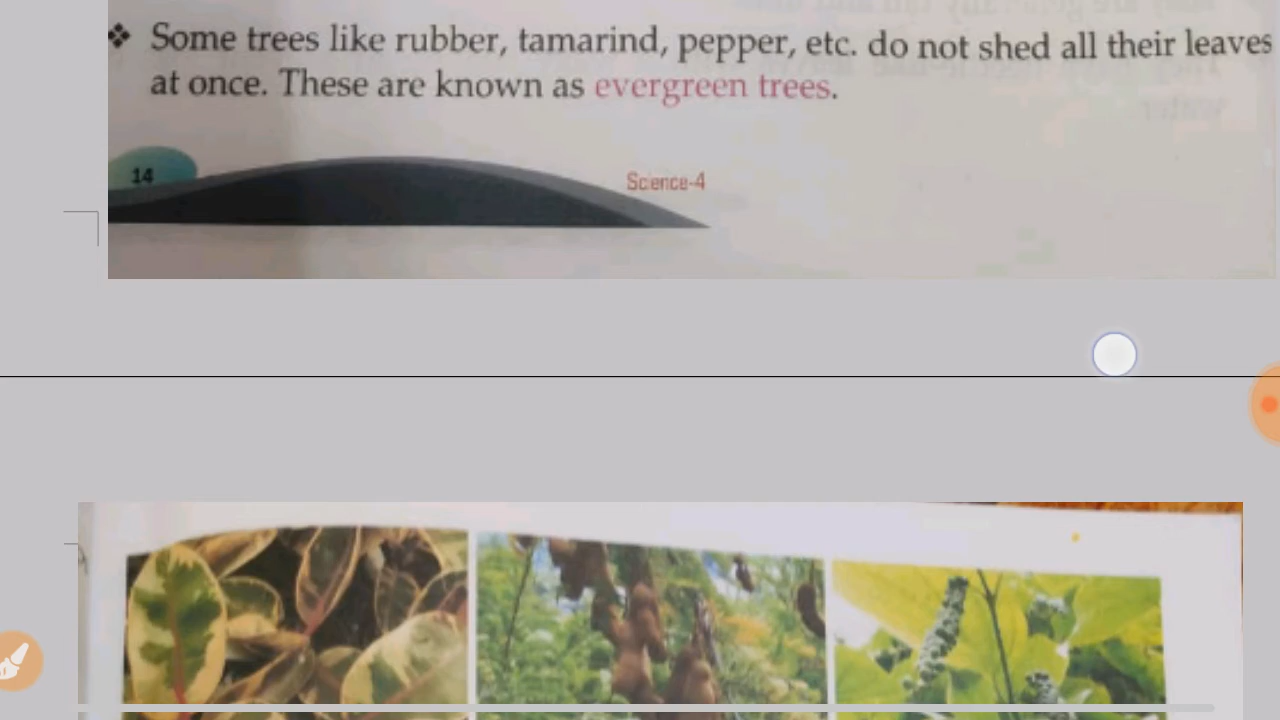 ❖ Some trees like rubber, tamarind, pepper, etc. do not shed all their leaves
at once. These are known as evergreen trees.
14
Science-4